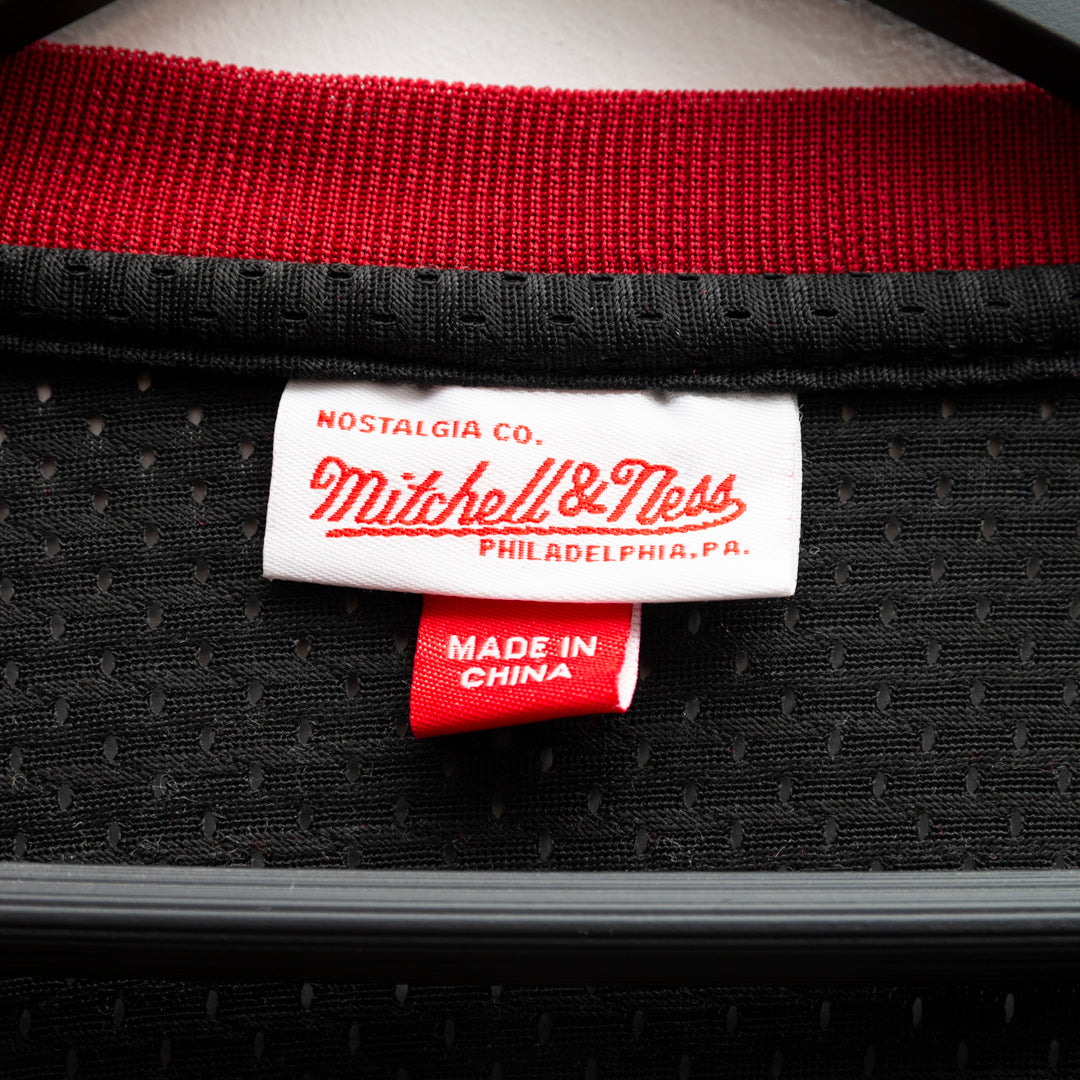 NOSTALGIA CO.
Mitchell & Ness
PHILADELPHIA, PA.
MADE IN
CHINA